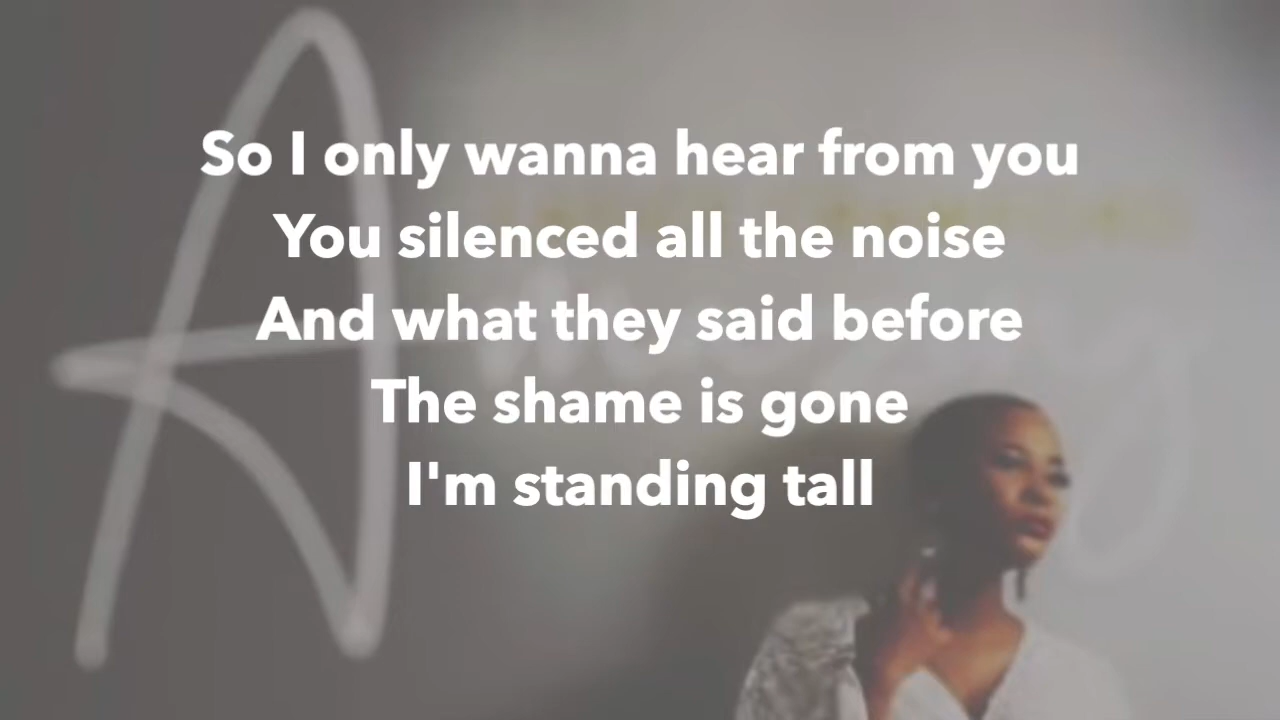 So I only wanna hear from you
You silenced all the noise
And what they said before
The shame is gone
I'm standing tall